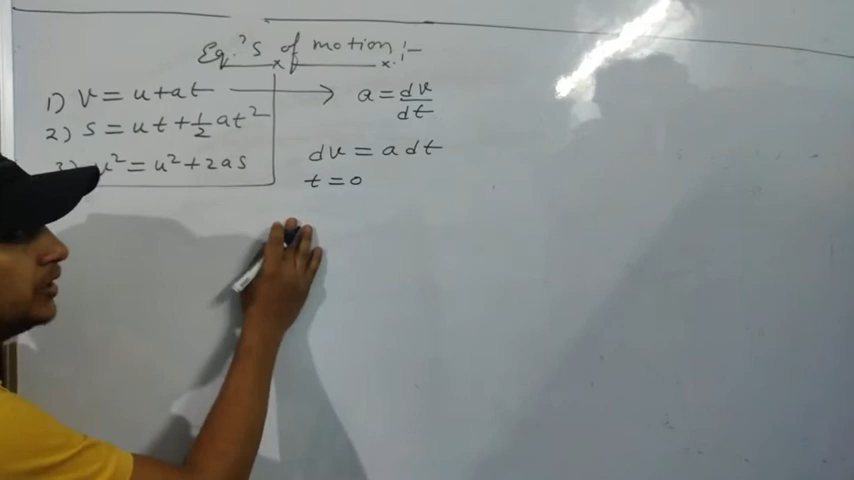 Eq.ⁿs of motion :-
1) v = u+at → a = dv/dt
2) s = ut + 1/2 at²
3) v² = u² + 2as
dv = a dt
t = 0